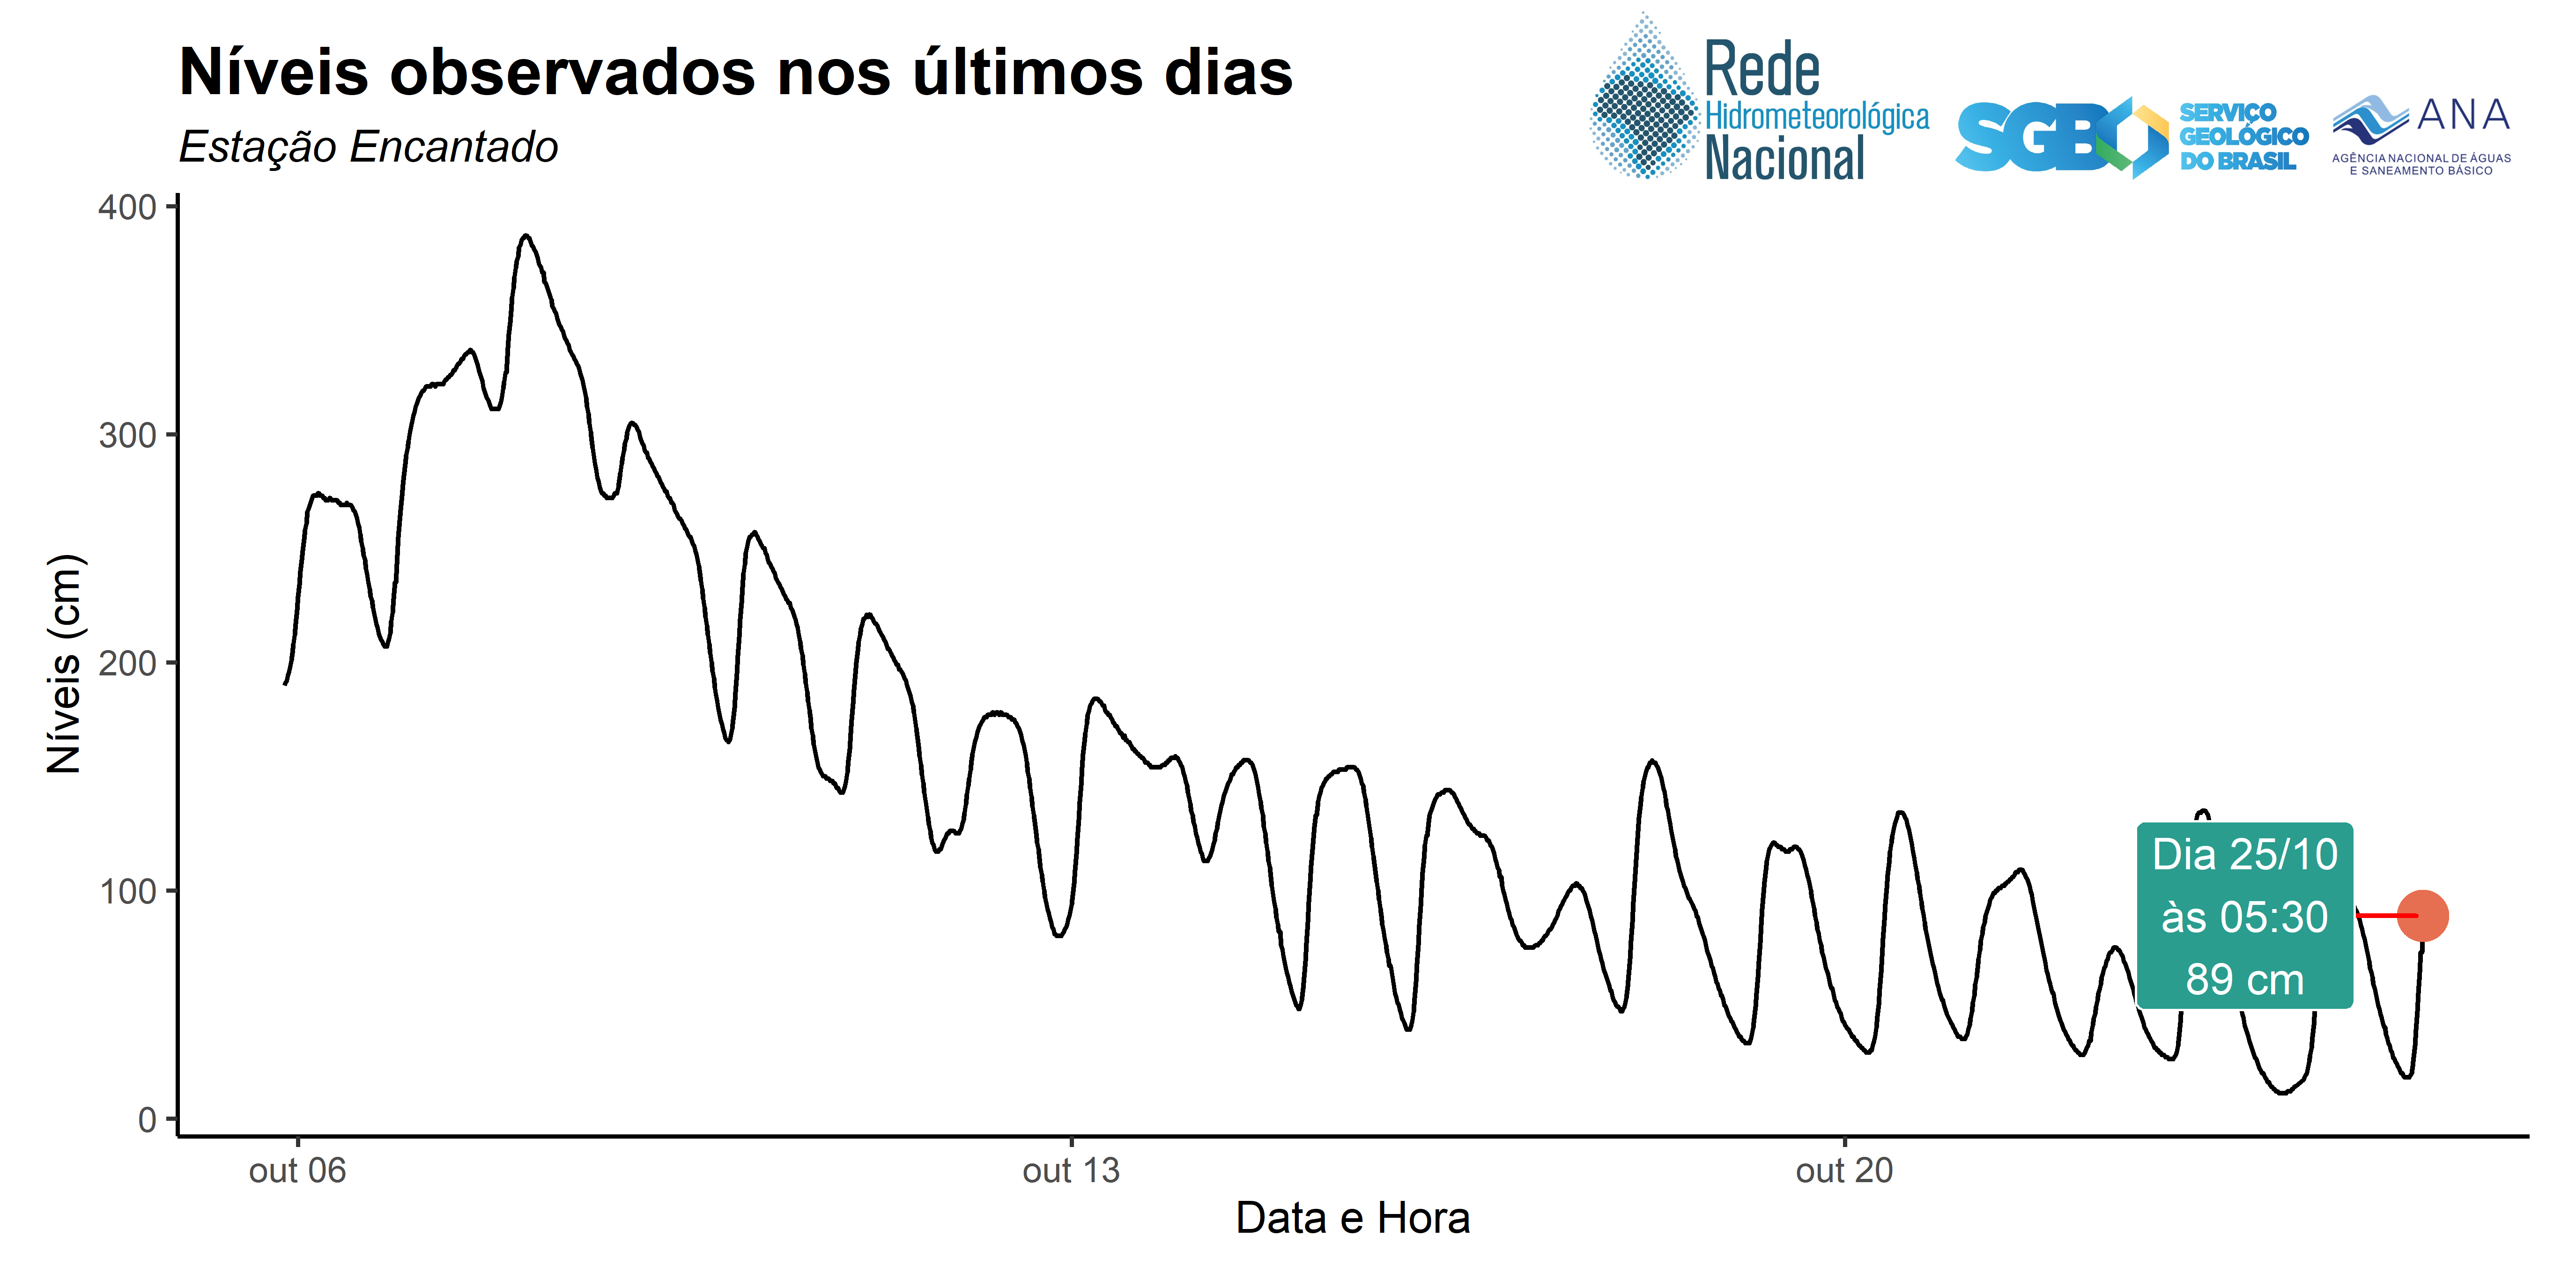 Níveis observados nos últimos dias
Estação Encantado
Rede
Hidrometeorológica
Nacional
SGB
SERVIÇO
GEOLÓGICO
DO BRASIL
ANA
AGÊNCIA NACIONAL DE ÁGUAS
E SANEAMENTO BÁSICO
Níveis (cm)
400
300
200
100
0
Dia 25/10
às 05:30
89 cm
out 06
out 13
out 20
Data e Hora